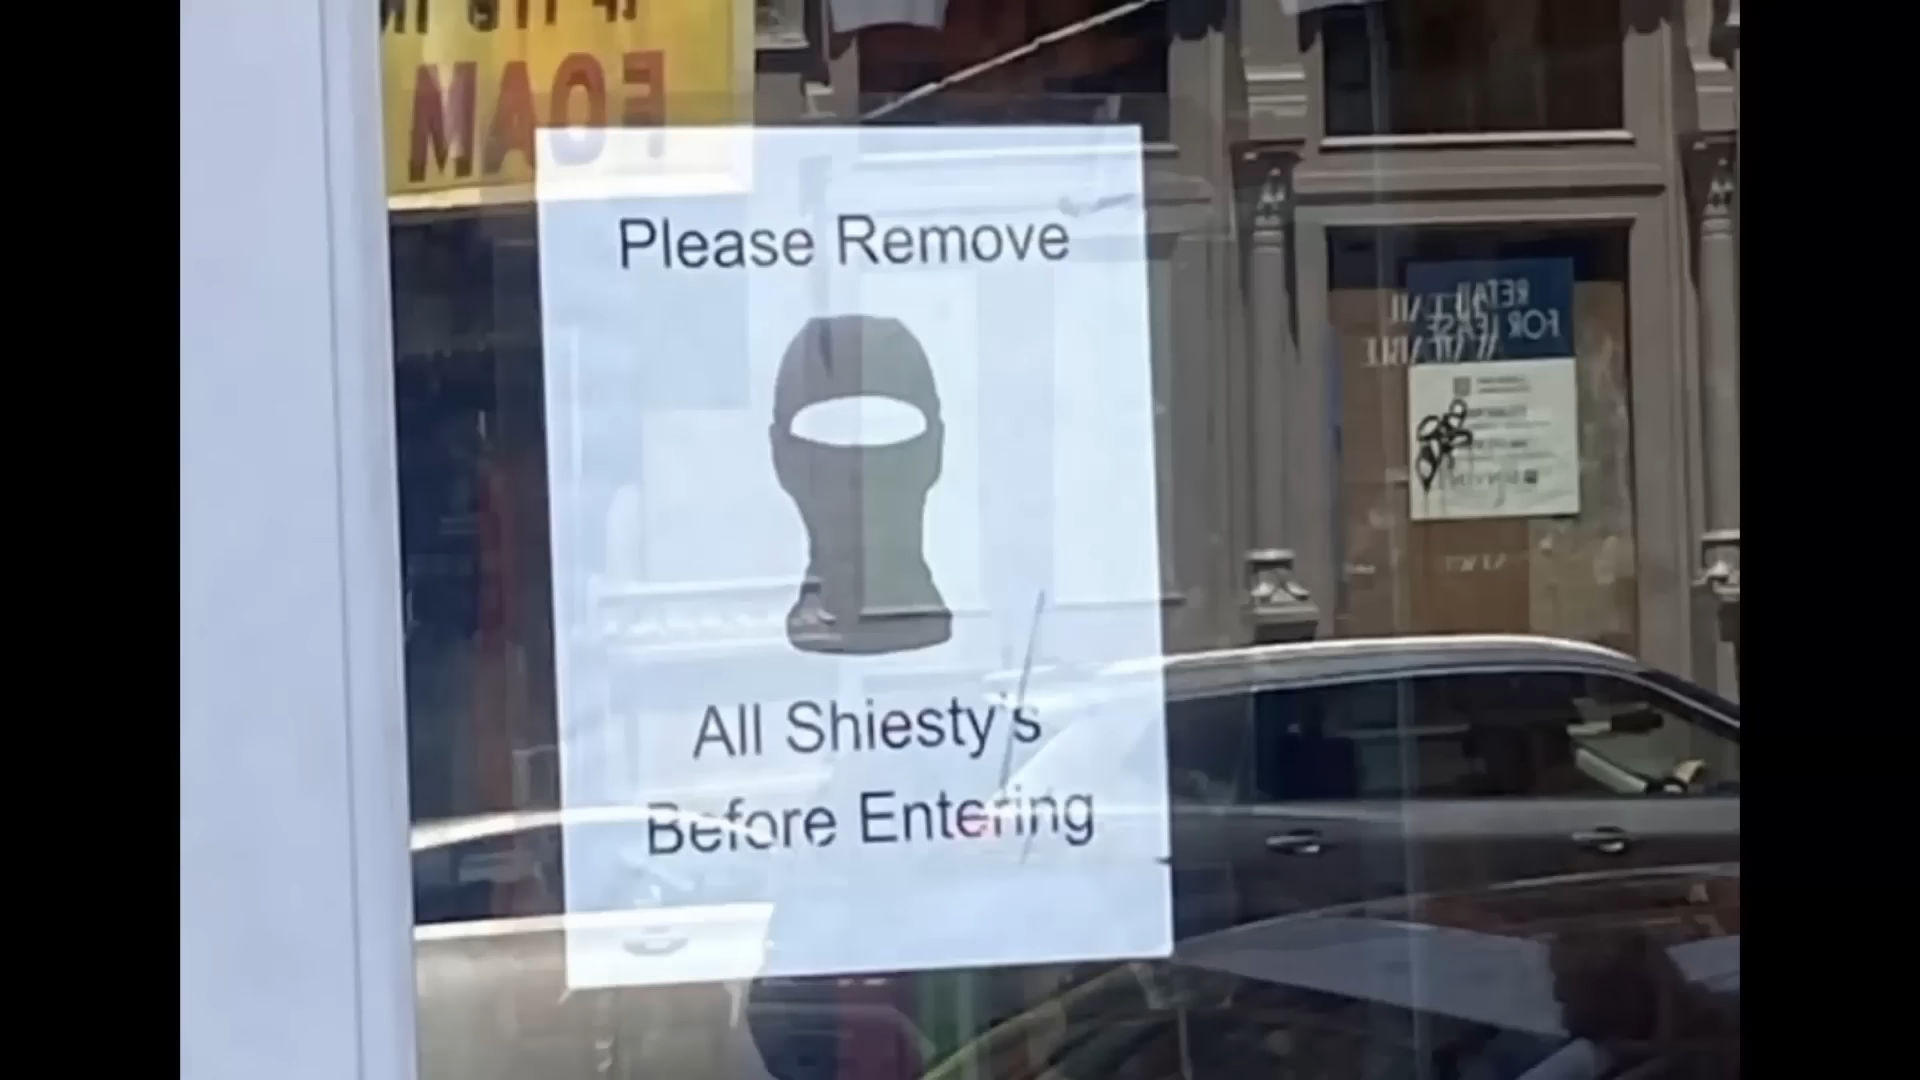 FOAM
Please Remove
All Shiesty's
Before Entering
RETAIL
FOR LEASE